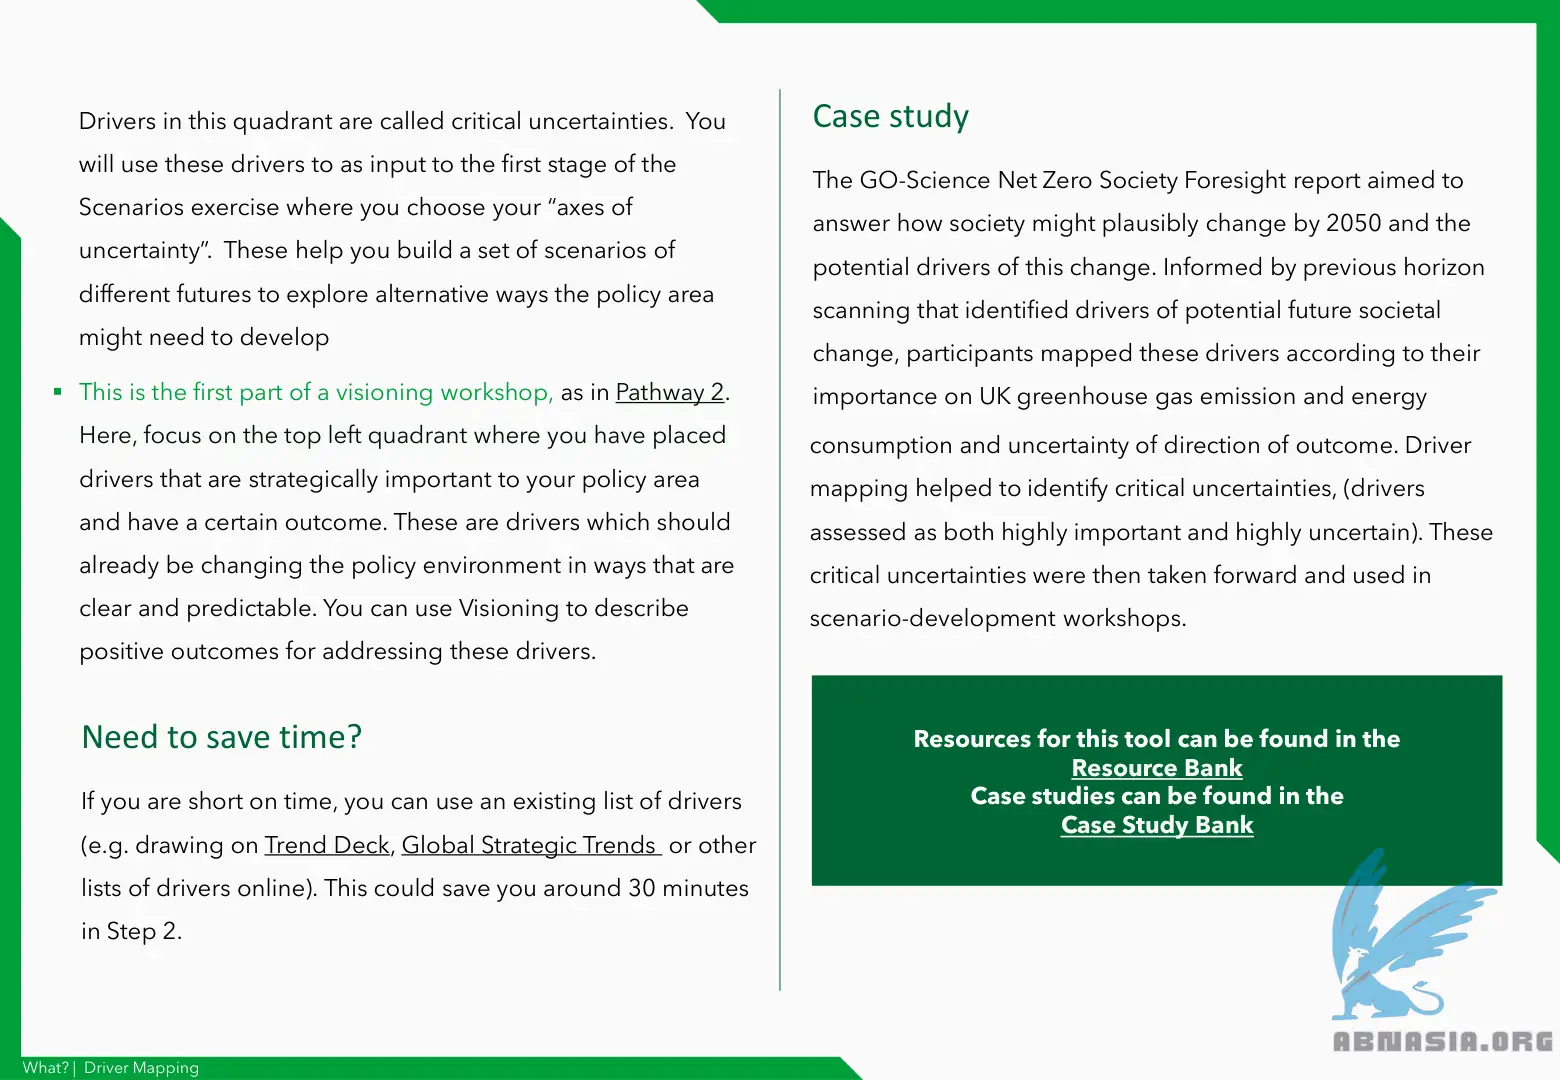 Drivers in this quadrant are called critical uncertainties.  You
will use these drivers to as input to the first stage of the
Scenarios exercise where you choose your “axes of
uncertainty”.  These help you build a set of scenarios of
different futures to explore alternative ways the policy area
might need to develop
▪ This is the first part of a visioning workshop, as in Pathway 2.
Here, focus on the top left quadrant where you have placed
drivers that are strategically important to your policy area
and have a certain outcome. These are drivers which should
already be changing the policy environment in ways that are
clear and predictable. You can use Visioning to describe
positive outcomes for addressing these drivers.
Need to save time?
If you are short on time, you can use an existing list of drivers
(e.g. drawing on Trend Deck, Global Strategic Trends  or other
lists of drivers online). This could save you around 30 minutes
in Step 2.
Case study
The GO-Science Net Zero Society Foresight report aimed to
answer how society might plausibly change by 2050 and the
potential drivers of this change. Informed by previous horizon
scanning that identified drivers of potential future societal
change, participants mapped these drivers according to their
importance on UK greenhouse gas emission and energy
consumption and uncertainty of direction of outcome. Driver
mapping helped to identify critical uncertainties, (drivers
assessed as both highly important and highly uncertain). These
critical uncertainties were then taken forward and used in
scenario-development workshops.
Resources for this tool can be found in the
Resource Bank
Case studies can be found in the
Case Study Bank
ABNASIA.ORG
What? | Driver Mapping